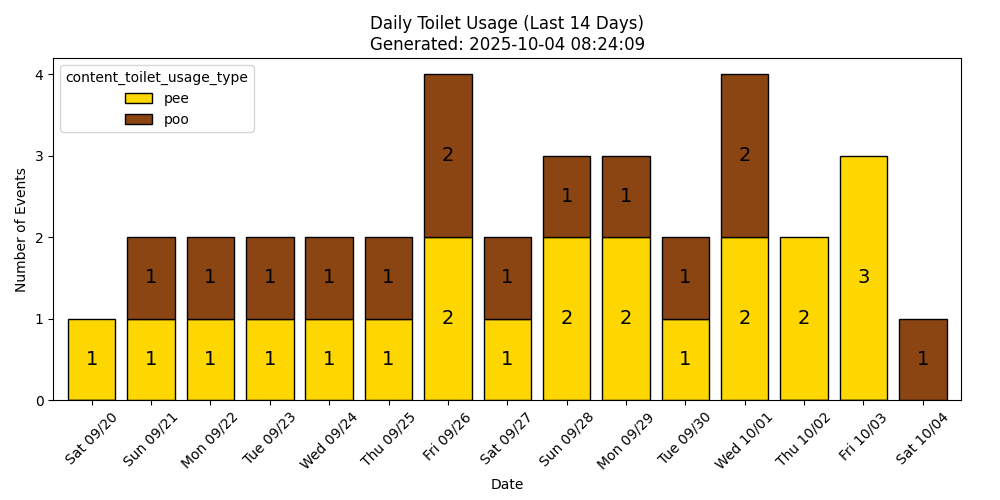 Daily Toilet Usage (Last 14 Days)
Generated: 2025-10-04 08:24:09
Number of Events
4
3
2
1
0
content_toilet_usage_type
pee
poo
1
1 1
1 1
1 1
1 1
1 1
2 2
1 1
1 2
1 2
1 1
2 2
2
3
1
Sat 09/20
Sun 09/21
Mon 09/22
Tue 09/23
Wed 09/24
Thu 09/25
Fri 09/26
Sat 09/27
Sun 09/28
Mon 09/29
Tue 09/30
Wed 10/01
Thu 10/02
Fri 10/03
Sat 10/04
Date